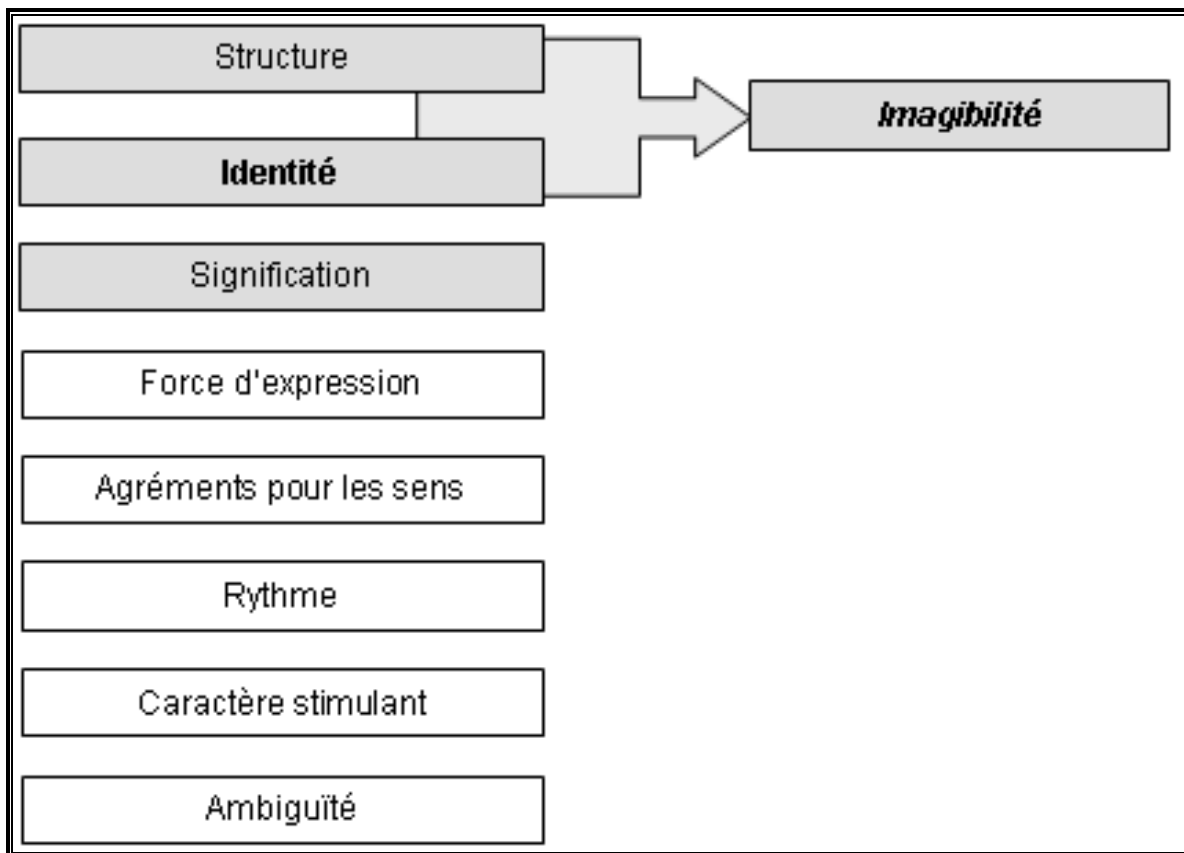 Structure
Imagibilité
Identité
Signification
Force d'expression
Agréments pour les sens
Rythme
Caractère stimulant
Ambiguïté